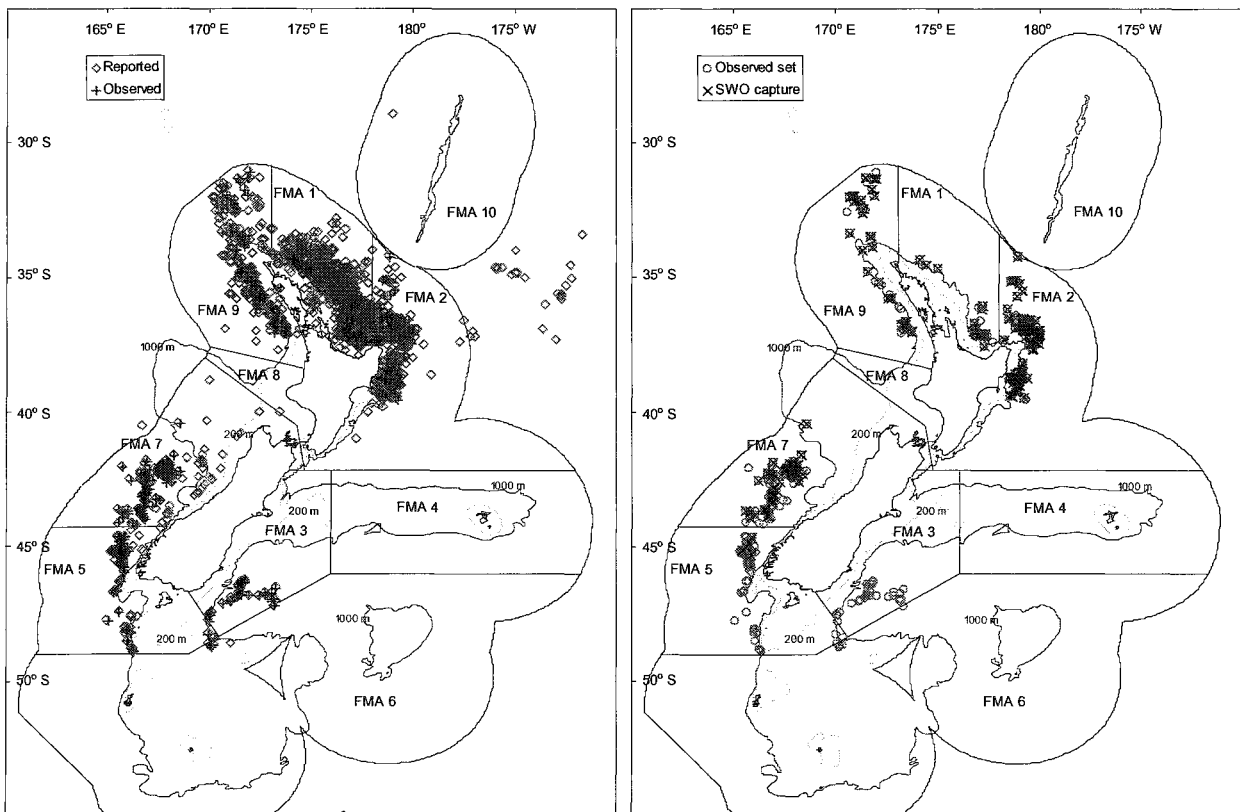 165° E 170° E 175° E 180° 175° W
◇ Reported
+ Observed
30° S
FMA 1
FMA 10
35° S
FMA 2
FMA 9
1000 m
FMA 8
40° S
200 m
FMA 7
1000 m
FMA 4
200 m
FMA 3
45° S
FMA 5
1000 m
200 m
50° S
FMA 6
165° E 170° E 175° E 180° 175° W
○ Observed set
× SWO capture
30° S
FMA 1
FMA 10
35° S
FMA 2
FMA 9
1000 m
FMA 8
40° S
200 m
FMA 7
1000 m
FMA 4
200 m
FMA 3
45° S
FMA 5
1000 m
200 m
50° S
FMA 6